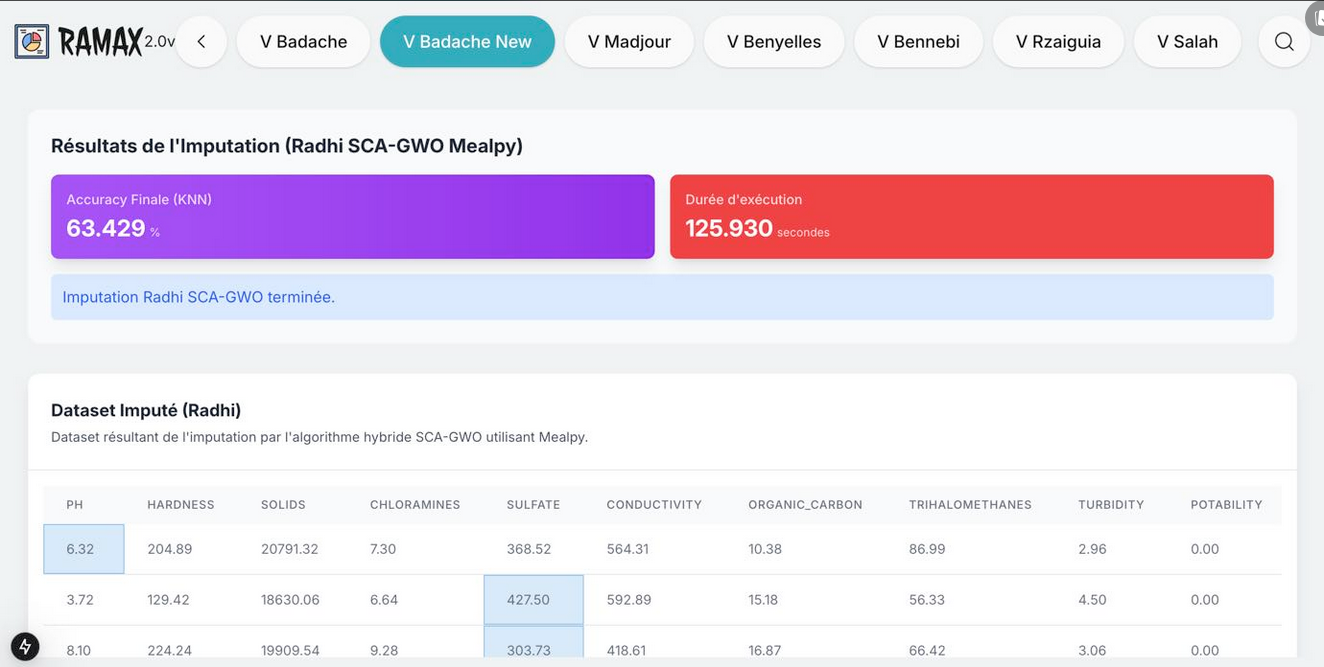 RAMAX 2.0v V Badache V Badache New V Madjour V Benyelles V Bennebi V Rzaiguia V Salah
Résultats de l'Imputation (Radhi SCA-GWO Mealpy)
Accuracy Finale (KNN) Durée d'exécution
63.429 % 125.930 secondes
Imputation Radhi SCA-GWO terminée.
Dataset Imputé (Radhi)
Dataset résultant de l'imputation par l'algorithme hybride SCA-GWO utilisant Mealpy.
PH HARDNESS SOLIDS CHLORAMINES SULFATE CONDUCTIVITY ORGANIC_CARBON TRIHALOMETHANES TURBIDITY POTABILITY
6.32 204.89 20791.32 7.30 368.52 564.31 10.38 86.99 2.96 0.00
3.72 129.42 18630.06 6.64 427.50 592.89 15.18 56.33 4.50 0.00
8.10 224.24 19909.54 9.28 303.73 418.61 16.87 66.42 3.06 0.00